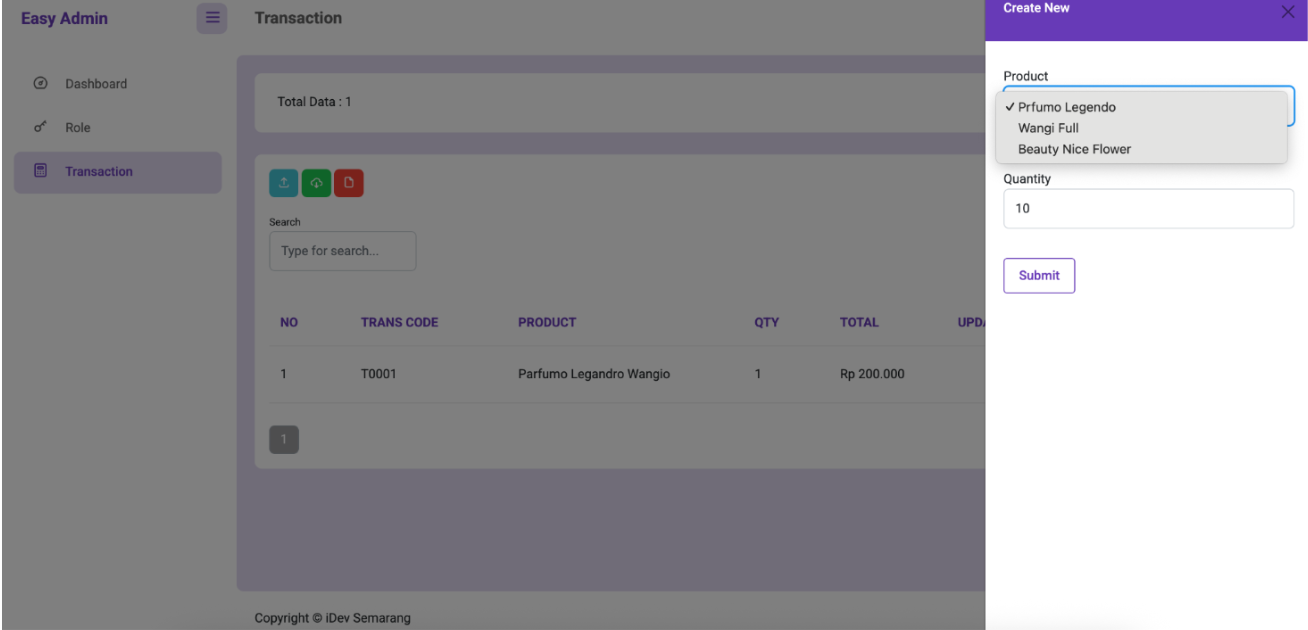 Easy Admin
Transaction
Create New
Dashboard
Role
Transaction
Total Data : 1
Search
Type for search...
NO TRANS CODE PRODUCT QTY TOTAL
1 T0001 Parfumo Legandro Wangio 1 Rp 200.000
1
Copyright © iDev Semarang
Product
✓ Prfumo Legendo
Wangi Full
Beauty Nice Flower
Quantity
10
Submit